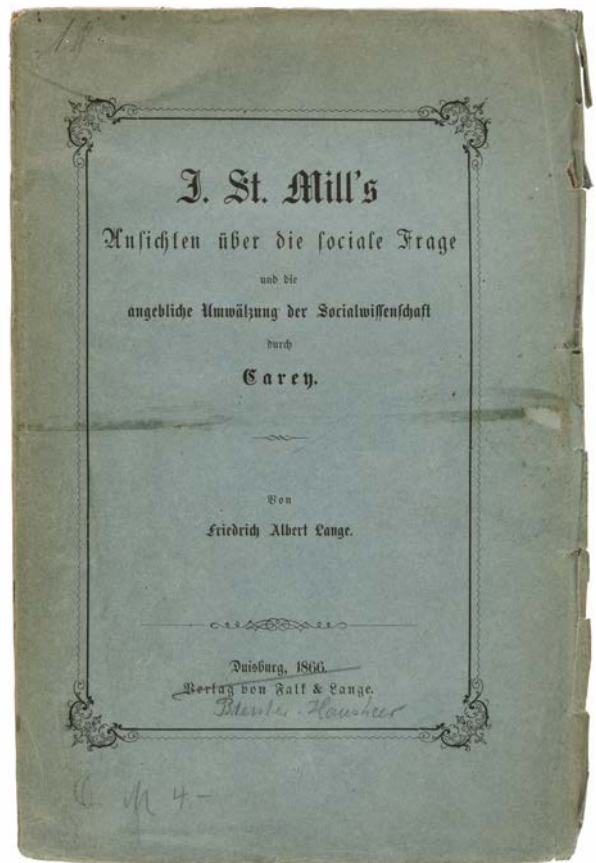 J. St. Mill's
Ansichten über die sociale Frage
und die
angebliche Umwälzung der Socialwissenschaft
durch
Carey.
Von
Friedrich Albert Lange.
Duisburg, 1866.
Verlag von Falk & Lange.
M 4-